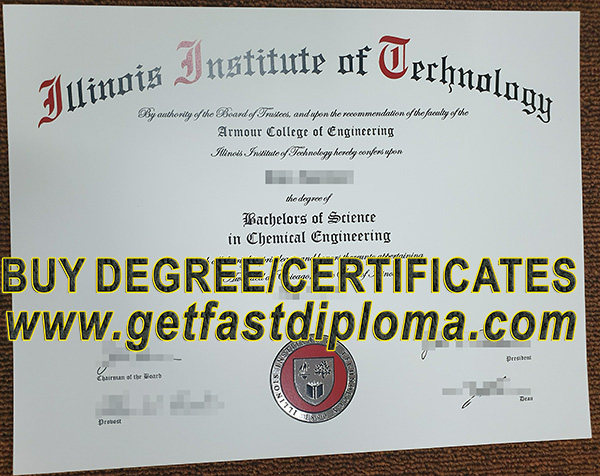 Illinois Institute of Technology
By authority of the Board of Trustees, and upon the recommendation of the faculty of the
Armour College of Engineering
Illinois Institute of Technology hereby confers upon
the degree of
Bachelors of Science
in Chemical Engineering
BUY DEGREE/CERTIFICATES
www.getfastdiploma.com
Chairman of the Board
President
Provost
Dean